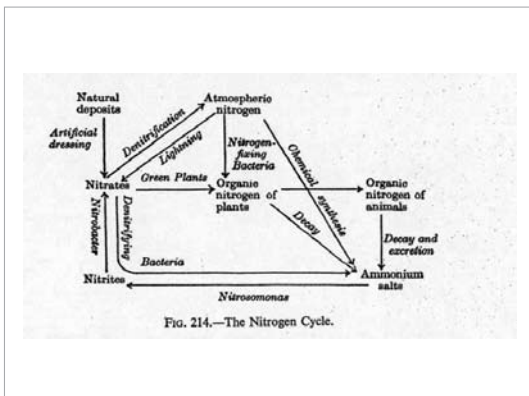 Natural
deposits
Atmospheric
nitrogen
Artificial
dressing
Denitrification
Lightning
Nitrogen-
fixing
Bacteria
Chemical synthesis
Nitrates
Green Plants
Organic
nitrogen of
plants
Organic
nitrogen of
animals
Nitrobacter
Denitrifying
Bacteria
Decay
Decay and
excretion
Nitrites
Ammonium
salts
Nitrosomonas
FIG. 214.—The Nitrogen Cycle.